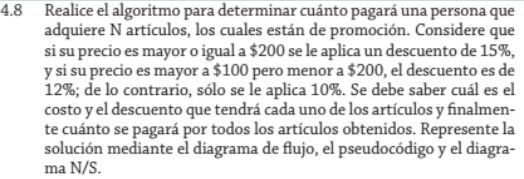 4.8 Realice el algoritmo para determinar cuánto pagará una persona que
adquiere N artículos, los cuales están de promoción. Considere que
si su precio es mayor o igual a $200 se le aplica un descuento de 15%,
y si su precio es mayor a $100 pero menor a $200, el descuento es de
12%; de lo contrario, sólo se le aplica 10%. Se debe saber cuál es el
costo y el descuento que tendrá cada uno de los artículos y finalmen-
te cuánto se pagará por todos los artículos obtenidos. Represente la
solución mediante el diagrama de flujo, el pseudocódigo y el diagra-
ma N/S.